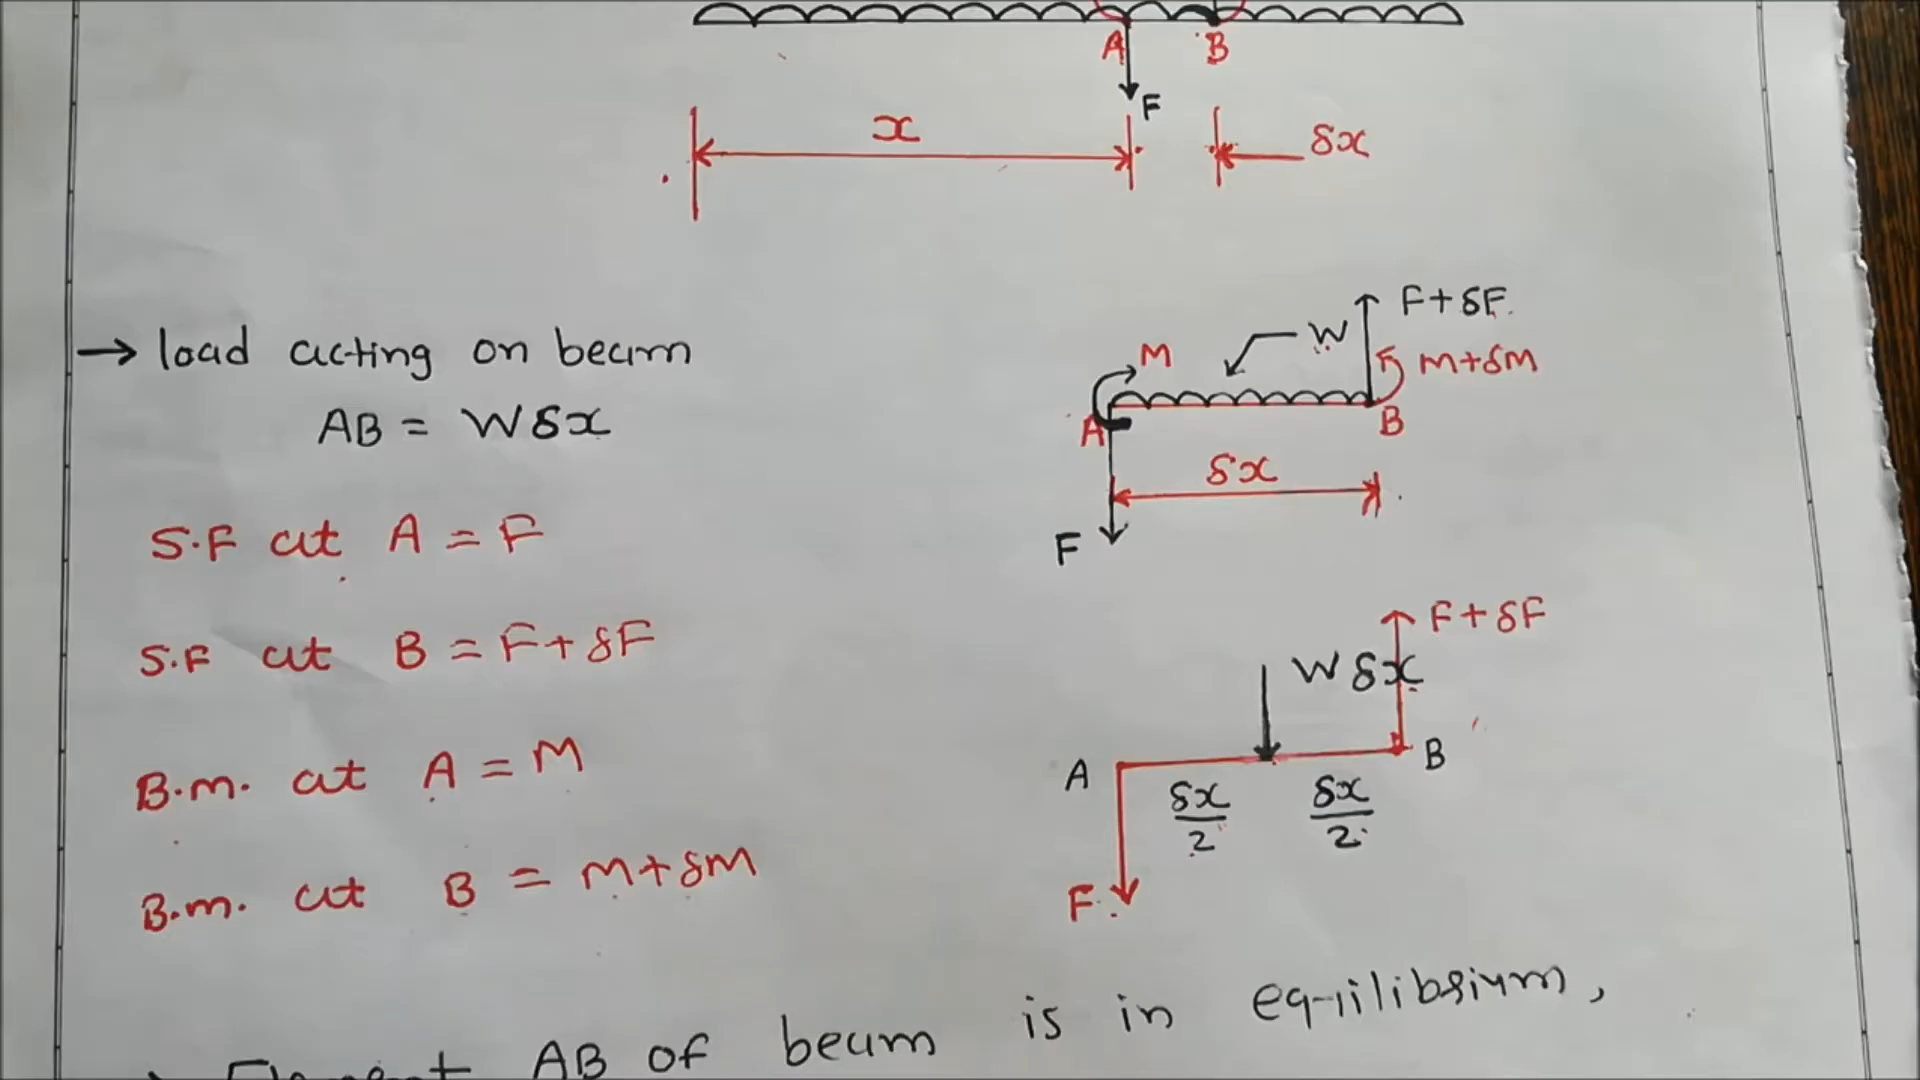 A B
F
x
δx
→ load acting on beam
AB = Wδx
S.F at A = F
S.F at B = F+δF
B.m. at A = M
B.m. at B = M+δM
F+δF
W
M
M+δM
A
B
δx
F
F+δF
Wδx
A
B
δx/2 δx/2
F
AB of beam is in equilibrium,